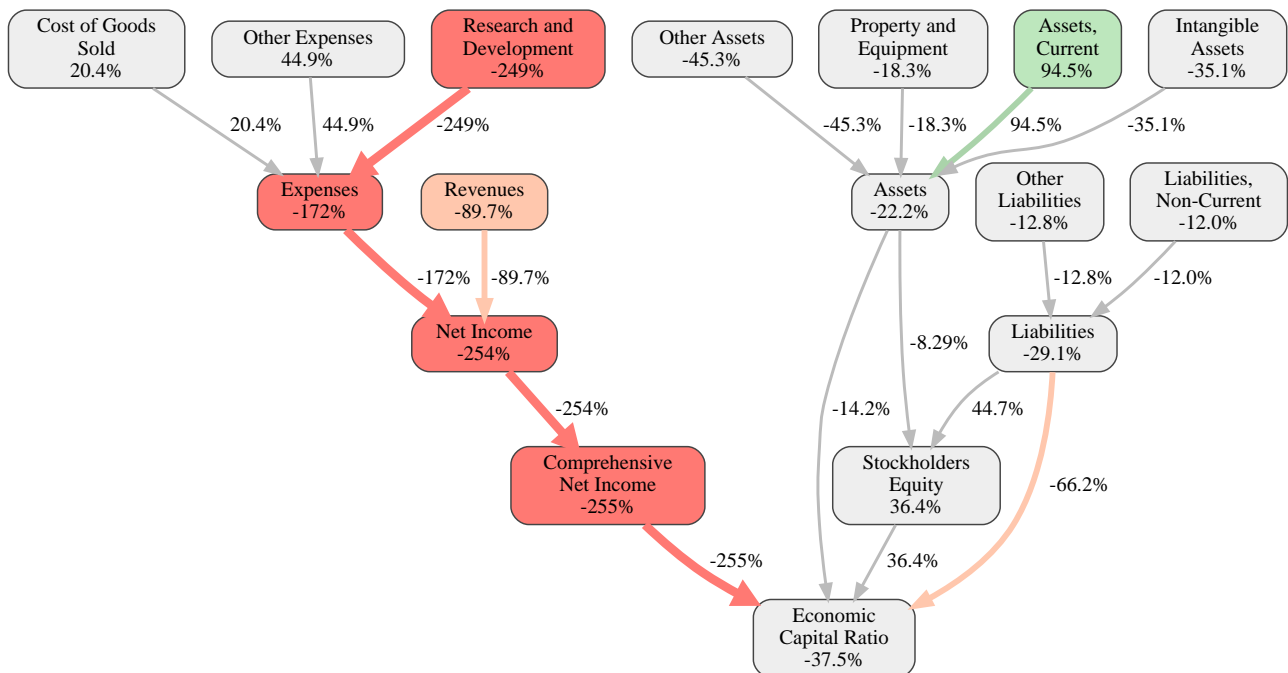 Cost of Goods
Sold
20.4%
Other Expenses
44.9%
Research and
Development
-249%
Other Assets
-45.3%
Property and
Equipment
-18.3%
Assets,
Current
94.5%
Intangible
Assets
-35.1%
20.4%
44.9%
-249%
-45.3%
-18.3%
94.5%
-35.1%
Expenses
-172%
Revenues
-89.7%
Assets
-22.2%
Other
Liabilities
-12.8%
Liabilities,
Non-Current
-12.0%
-172%
-89.7%
-12.8%
-12.0%
Net Income
-254%
-8.29%
Liabilities
-29.1%
-254%
-14.2%
44.7%
Comprehensive
Net Income
-255%
Stockholders
Equity
36.4%
-66.2%
-255%
36.4%
Economic
Capital Ratio
-37.5%